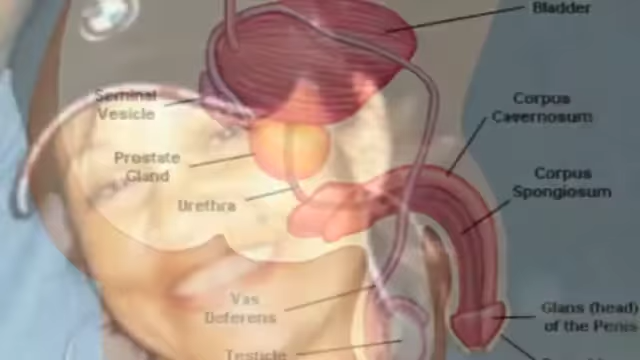 Bladder
Seminal
Vesicle
Corpus
Cavernosum
Prostate
Gland
Corpus
Spongiosum
Urethra
Vas
Deferens
Glans (head)
of the Penis
Testicle